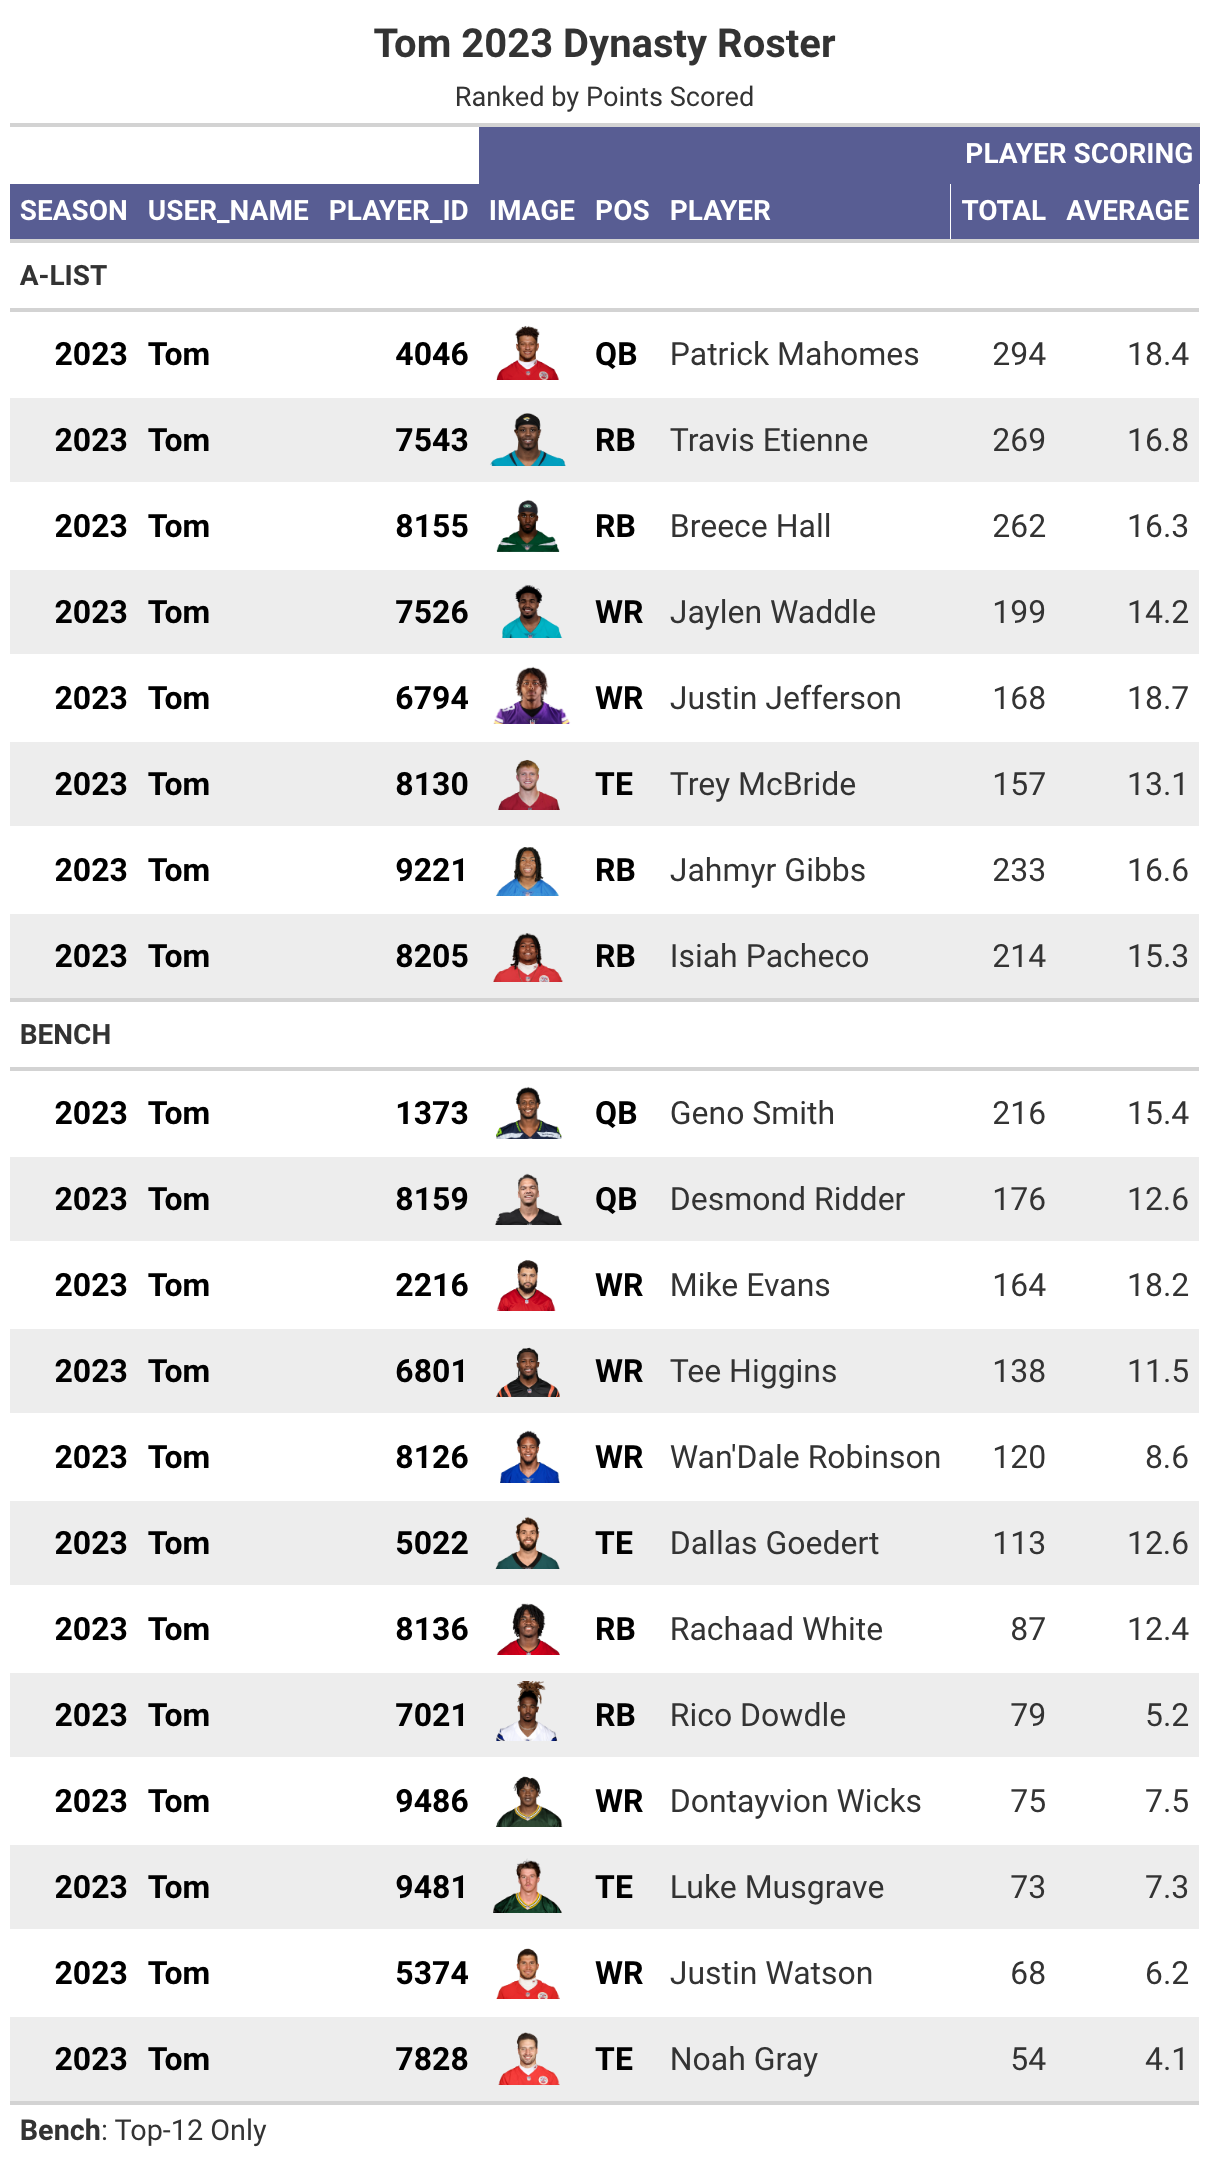 Tom 2023 Dynasty Roster
Ranked by Points Scored
PLAYER SCORING
SEASON USER_NAME PLAYER_ID IMAGE POS PLAYER TOTAL AVERAGE
A-LIST
2023 Tom 4046 QB Patrick Mahomes 294 18.4
2023 Tom 7543 RB Travis Etienne 269 16.8
2023 Tom 8155 RB Breece Hall 262 16.3
2023 Tom 7526 WR Jaylen Waddle 199 14.2
2023 Tom 6794 WR Justin Jefferson 168 18.7
2023 Tom 8130 TE Trey McBride 157 13.1
2023 Tom 9221 RB Jahmyr Gibbs 233 16.6
2023 Tom 8205 RB Isiah Pacheco 214 15.3
BENCH
2023 Tom 1373 QB Geno Smith 216 15.4
2023 Tom 8159 QB Desmond Ridder 176 12.6
2023 Tom 2216 WR Mike Evans 164 18.2
2023 Tom 6801 WR Tee Higgins 138 11.5
2023 Tom 8126 WR Wan'Dale Robinson 120 8.6
2023 Tom 5022 TE Dallas Goedert 113 12.6
2023 Tom 8136 RB Rachaad White 87 12.4
2023 Tom 7021 RB Rico Dowdle 79 5.2
2023 Tom 9486 WR Dontayvion Wicks 75 7.5
2023 Tom 9481 TE Luke Musgrave 73 7.3
2023 Tom 5374 WR Justin Watson 68 6.2
2023 Tom 7828 TE Noah Gray 54 4.1
Bench: Top-12 Only